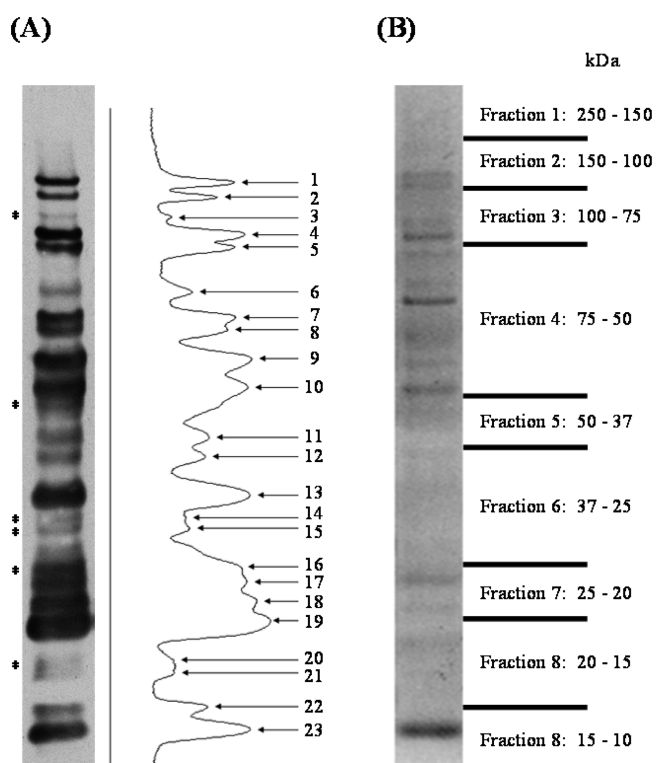 (A)
(B)
kDa
Fraction 1: 250 - 150
Fraction 2: 150 - 100
Fraction 3: 100 - 75
Fraction 4: 75 - 50
Fraction 5: 50 - 37
Fraction 6: 37 - 25
Fraction 7: 25 - 20
Fraction 8: 20 - 15
Fraction 8: 15 - 10
1
2
*
3
4
5
6
7
8
9
10
*
11
12
13
*
14
*
15
*
16
17
18
19
*
20
21
22
23